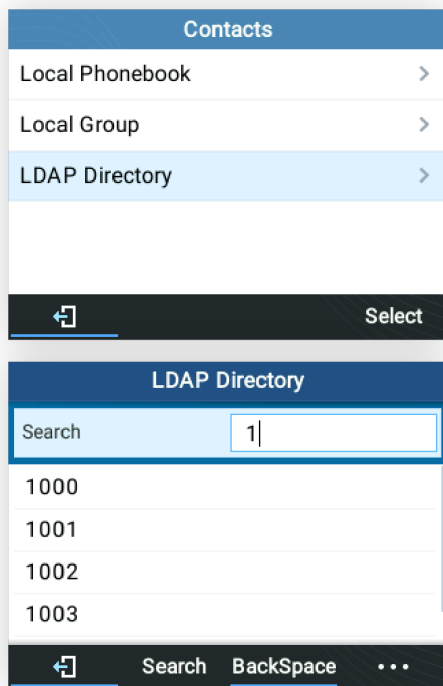 Contacts
Local Phonebook
Local Group
LDAP Directory
Select
LDAP Directory
Search 1
1000
1001
1002
1003
Search BackSpace ...